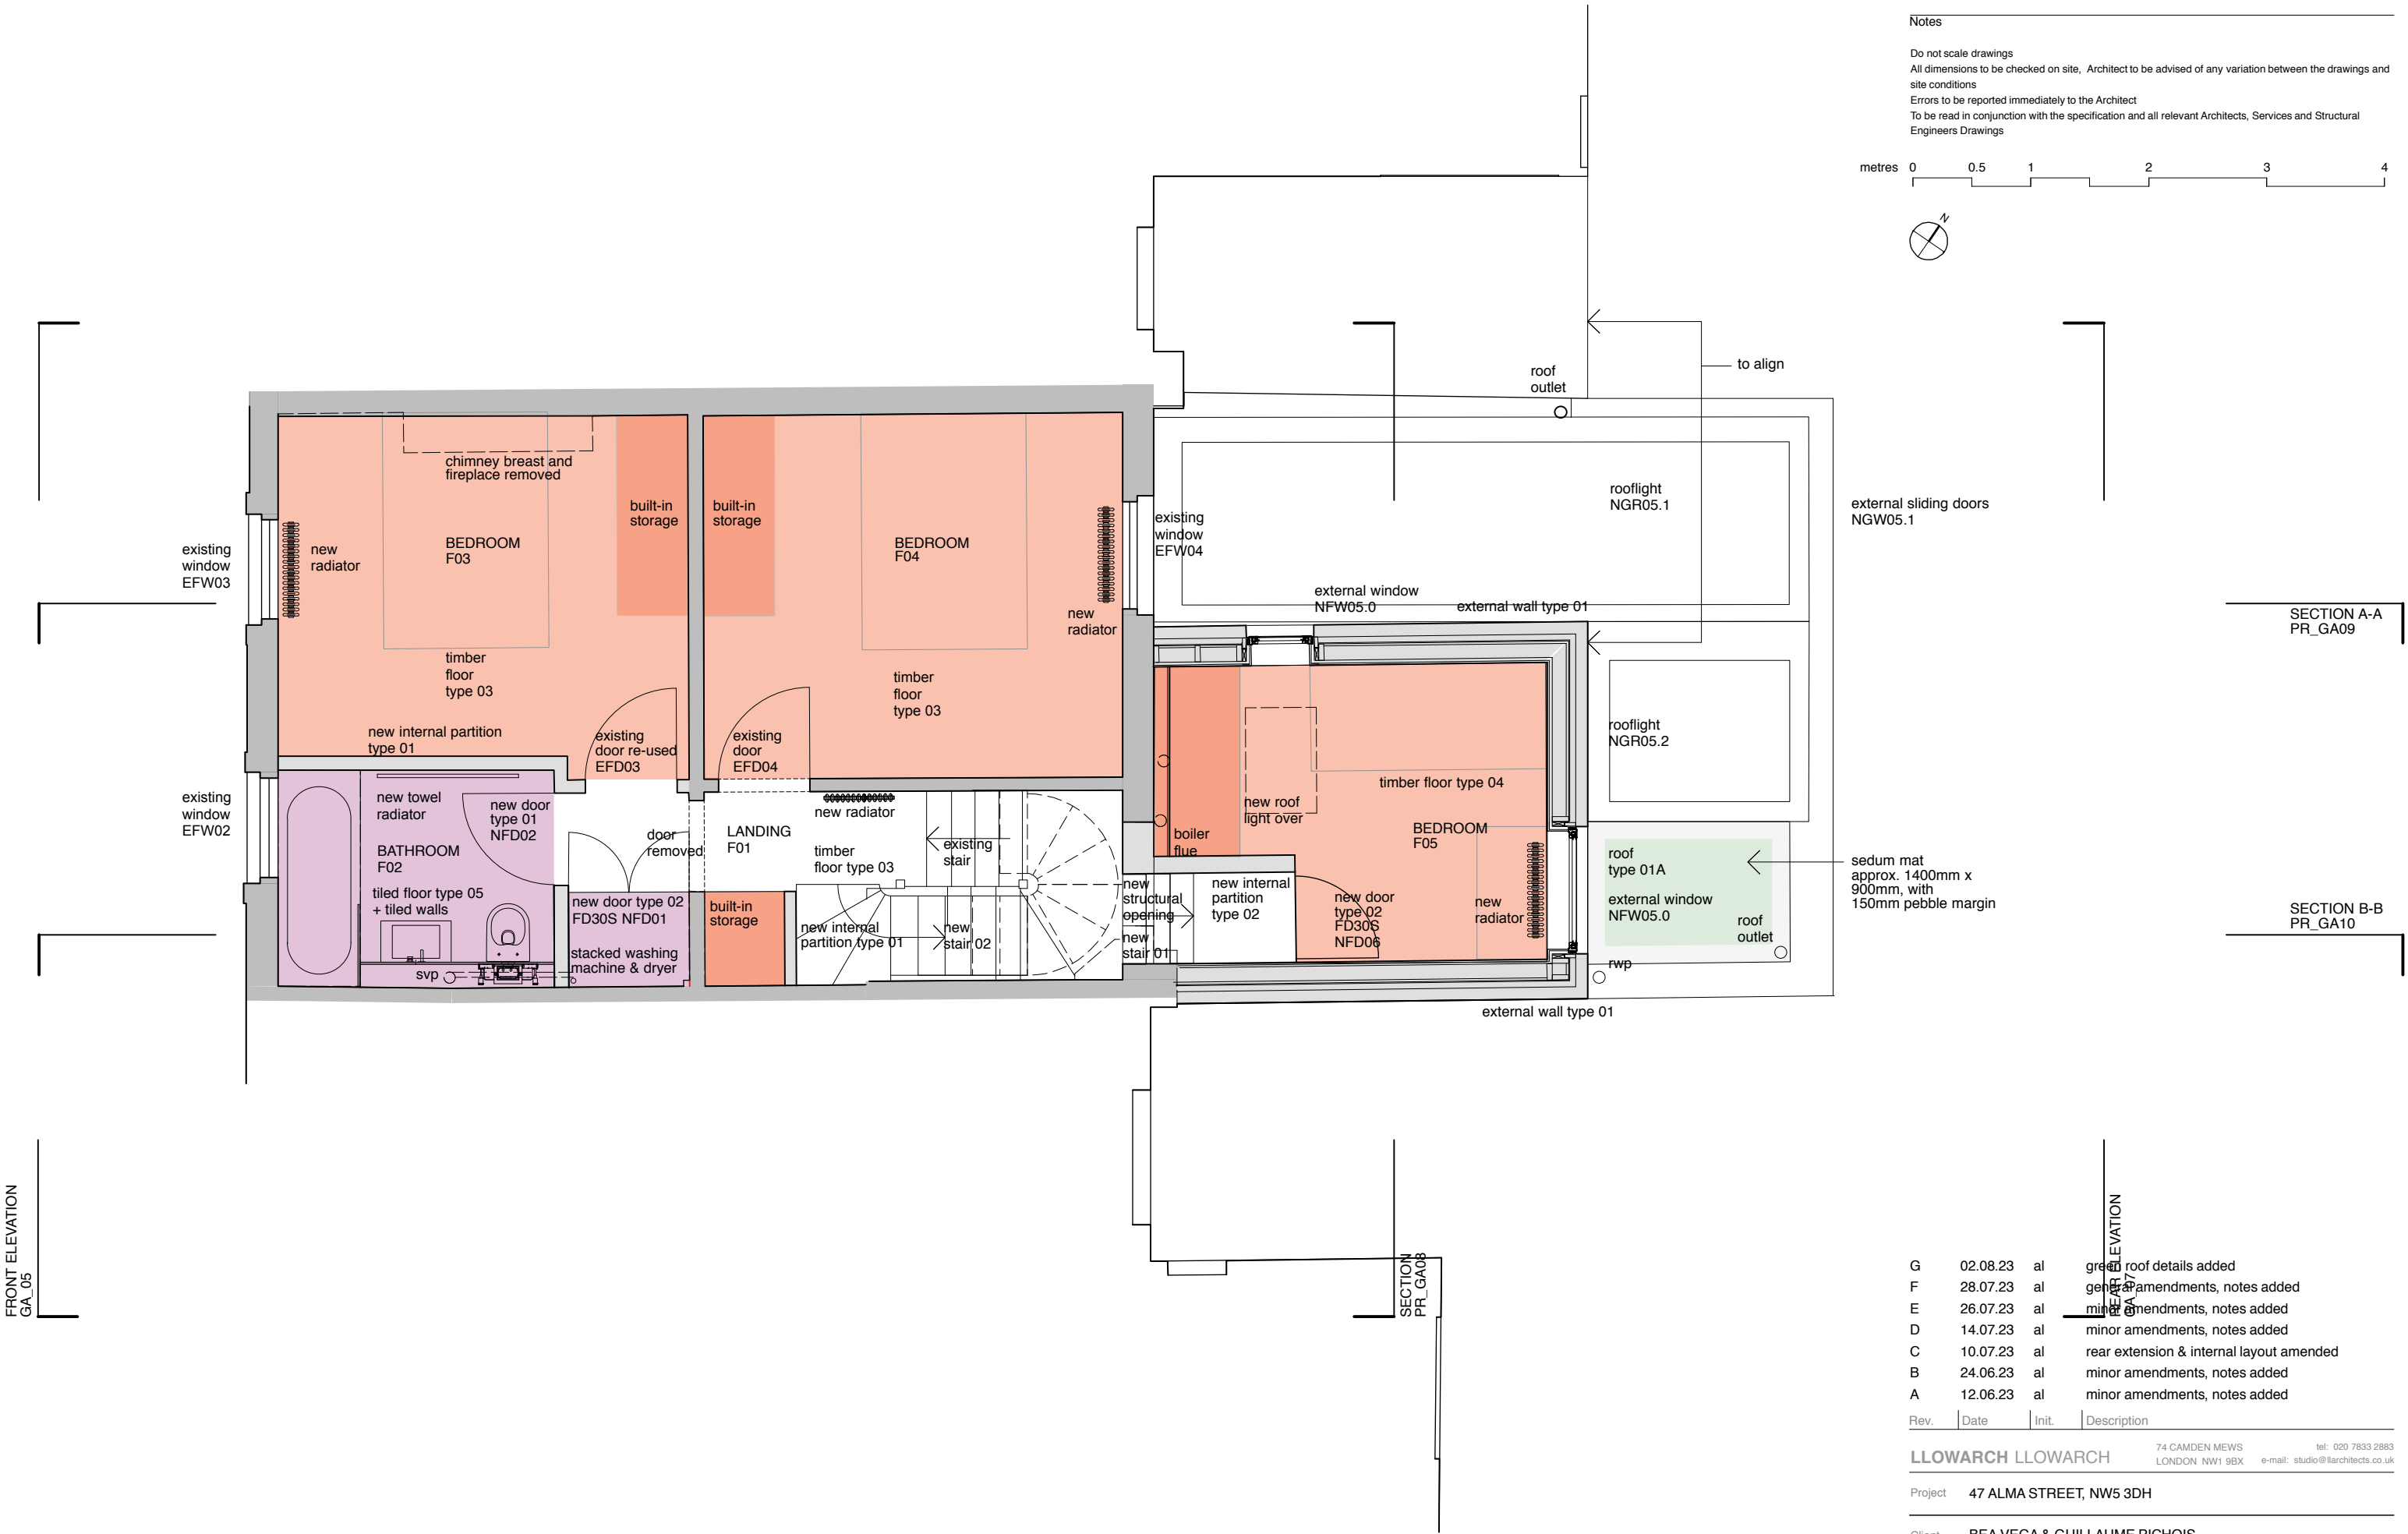 Notes
Do not scale drawings
All dimensions to be checked on site, Architect to be advised of any variation between the drawings and
site conditions
Errors to be reported immediately to the Architect
To be read in conjunction with the specification and all relevant Architects, Services and Structural
Engineers Drawings
metres 0 0.5 1 2 3 4
N
to align
roof
outlet
chimney breast and
fireplace removed
built-in
storage
built-in
storage
rooflight
NGR05.1
external sliding doors
NGW05.1
existing
window
EFW03
new
radiator
BEDROOM
F03
BEDROOM
F04
existing
window
EFW04
new
radiator
external window
NFW05.0
external wall type 01
SECTION A-A
PR_GA09
timber
floor
type 03
timber
floor
type 03
new internal partition
type 01
existing
door re-used
EFD03
existing
door
EFD04
rooflight
NGR05.2
timber floor type 04
existing
window
EFW02
new towel
radiator
new door
type 01
NFD02
BATHROOM
F02
door
removed
LANDING
F01
new radiator
timber
floor type 03
existing
stair
boiler
flue
new roof
light over
BEDROOM
F05
roof
type 01A
sedum mat
approx. 1400mm x
900mm, with
150mm pebble margin
tiled floor type 05
+ tiled walls
new door type 02
FD30S NFD01
built-in
storage
new
structural
opening
new internal
partition
type 02
new door
type 02
FD30S
NFD06
new
radiator
external window
NFW05.0
roof
outlet
SECTION B-B
PR_GA10
new internal
partition type 01
new
stair 02
new
stair 01
svp
stacked washing
machine & dryer
rwp
external wall type 01
FRONT ELEVATION
GA_05
SECTION
PR_GA08
REAR ELEVATION
GA_07
G 02.08.23 al green roof details added
F 28.07.23 al general amendments, notes added
E 26.07.23 al minor amendments, notes added
D 14.07.23 al minor amendments, notes added
C 10.07.23 al rear extension & internal layout amended
B 24.06.23 al minor amendments, notes added
A 12.06.23 al minor amendments, notes added
Rev. Date Init. Description
LLOWARCH LLOWARCH
74 CAMDEN MEWS
LONDON NW1 9BX
tel: 020 7833 2883
e-mail: studio@llarchitects.co.uk
Project 47 ALMA STREET, NW5 3DH
Client BEA VEGA & GUILLAUME RICHOIS